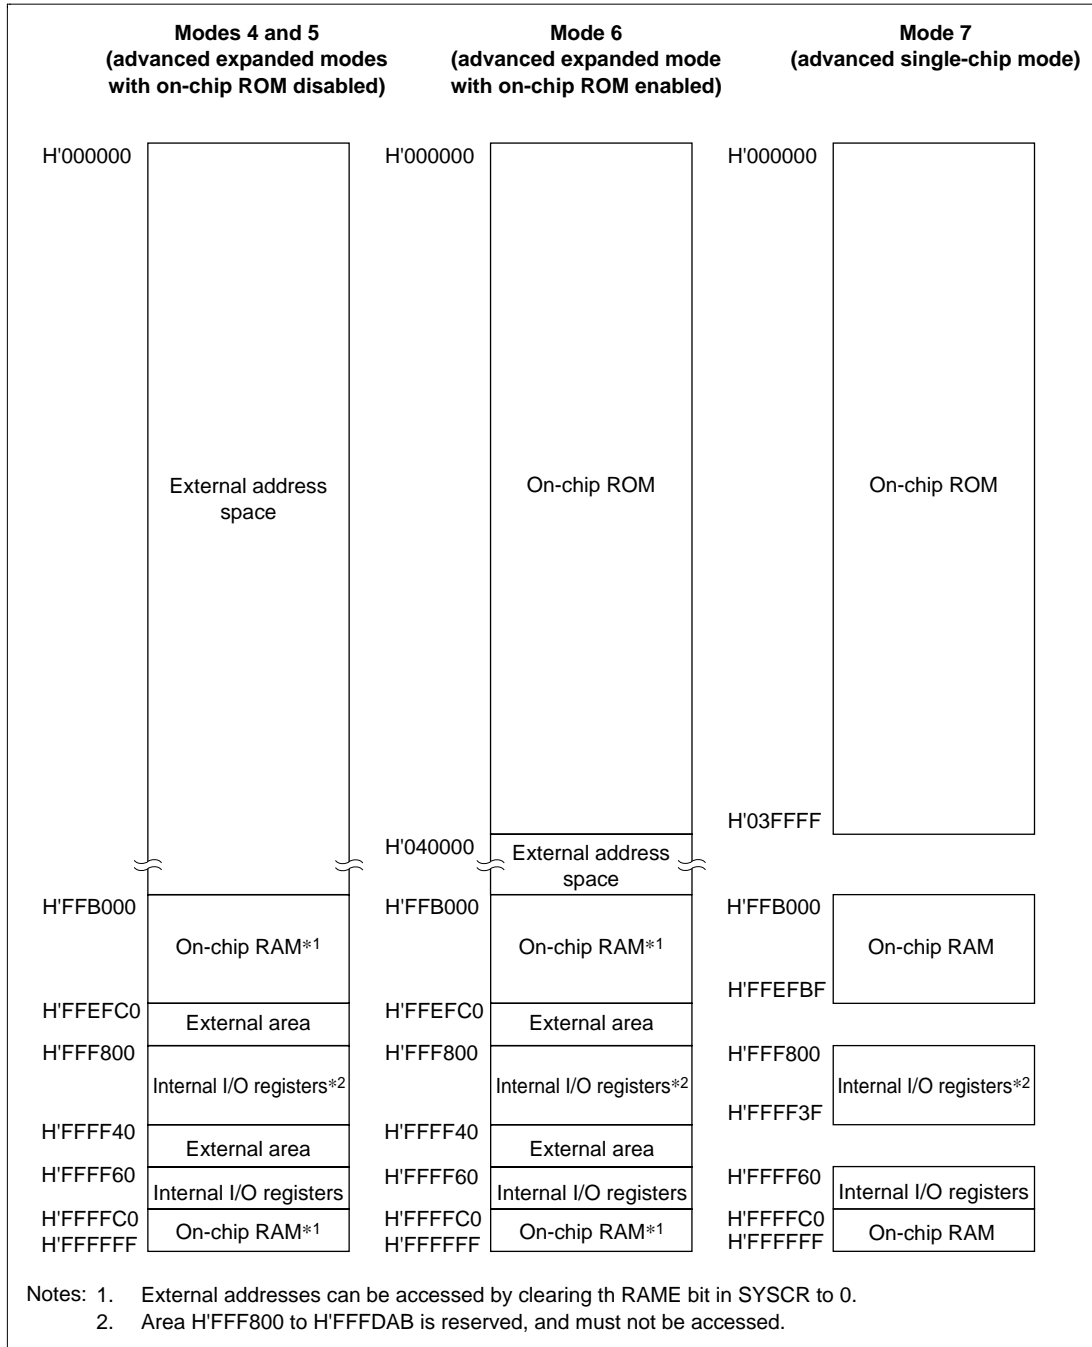 Modes 4 and 5
(advanced expanded modes
with on-chip ROM disabled)
Mode 6
(advanced expanded mode
with on-chip ROM enabled)
Mode 7
(advanced single-chip mode)
H'000000
External address
space
H'FFB000
On-chip RAM*1
H'FFEFC0
External area
H'FFF800
Internal I/O registers*2
H'FFFF40
External area
H'FFFF60
Internal I/O registers
H'FFFFC0
On-chip RAM*1
H'FFFFFF
H'000000
On-chip ROM
H'040000
External address
space
H'FFB000
On-chip RAM*1
H'FFEFC0
External area
H'FFF800
Internal I/O registers*2
H'FFFF40
External area
H'FFFF60
Internal I/O registers
H'FFFFC0
On-chip RAM*1
H'FFFFFF
H'000000
On-chip ROM
H'03FFFF
H'FFB000
On-chip RAM
H'FFEFBF
H'FFF800
Internal I/O registers*2
H'FFFF3F
H'FFFF60
Internal I/O registers
H'FFFFC0
On-chip RAM
H'FFFFFF
Notes: 1. External addresses can be accessed by clearing th RAME bit in SYSCR to 0.
2. Area H'FFF800 to H'FFFDAB is reserved, and must not be accessed.